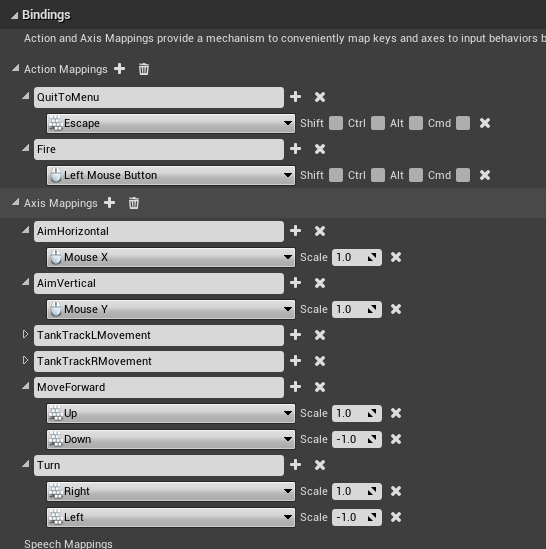 Bindings
Action and Axis Mappings provide a mechanism to conveniently map keys and axes to input behaviors b
Action Mappings
QuitToMenu
Escape Shift Ctrl Alt Cmd
Fire
Left Mouse Button Shift Ctrl Alt Cmd
Axis Mappings
AimHorizontal
Mouse X Scale 1.0
AimVertical
Mouse Y Scale 1.0
TankTrackLMovement
TankTrackRMovement
MoveForward
Up Scale 1.0
Down Scale -1.0
Turn
Right Scale 1.0
Left Scale -1.0
Speech Mappings